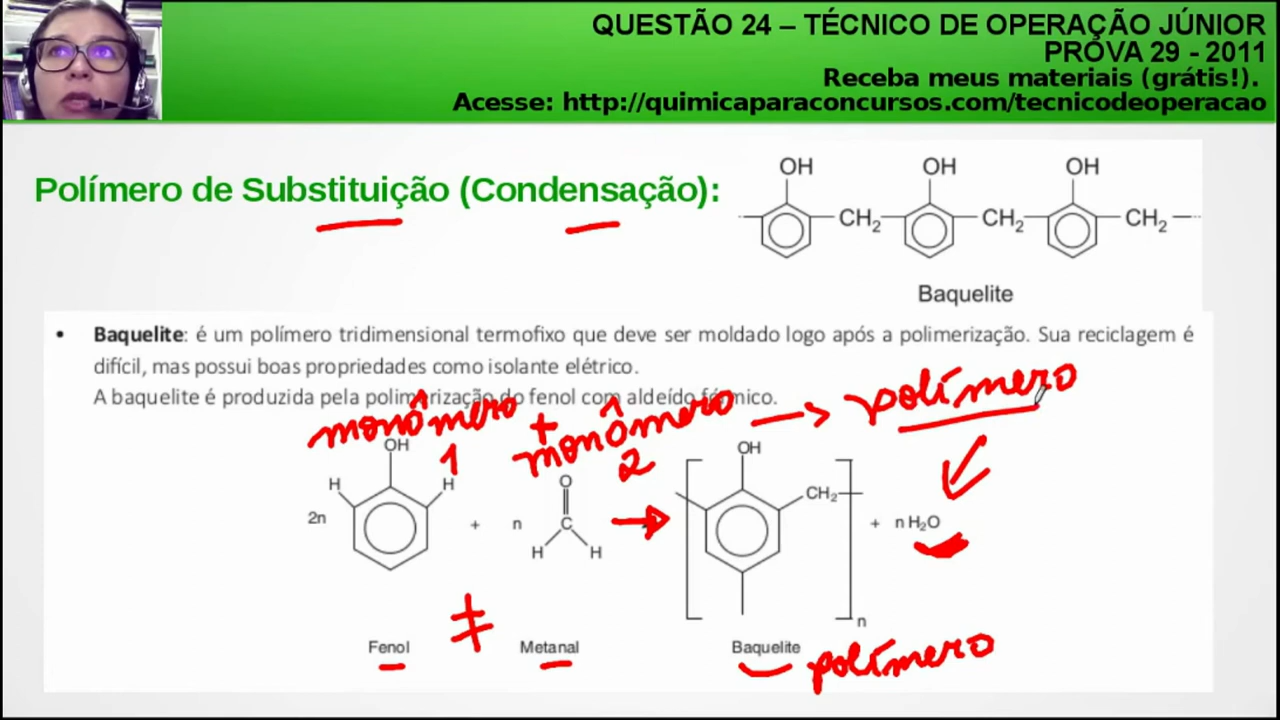 QUESTÃO 24 – TÉCNICO DE OPERAÇÃO JÚNIOR
PROVA 29 - 2011
Receba meus materiais (grátis!).
Acesse: http://quimicaparaconcursos.com/tecnicodeoperacao
Polímero de Substituição (Condensação):
OH OH OH
CH2 CH2 CH2
Baquelite
• Baquelite: é um polímero tridimensional termofixo que deve ser moldado logo após a polimerização. Sua reciclagem é
difícil, mas possui boas propriedades como isolante elétrico.
A baquelite é produzida pela polimerização do fenol com aldeído fórmico.
monômero + monômero → polímero
1 2
OH OH
H H O CH2
2n + n C + n H2O
H H
n
≠
Fenol Metanal Baquelite polímero